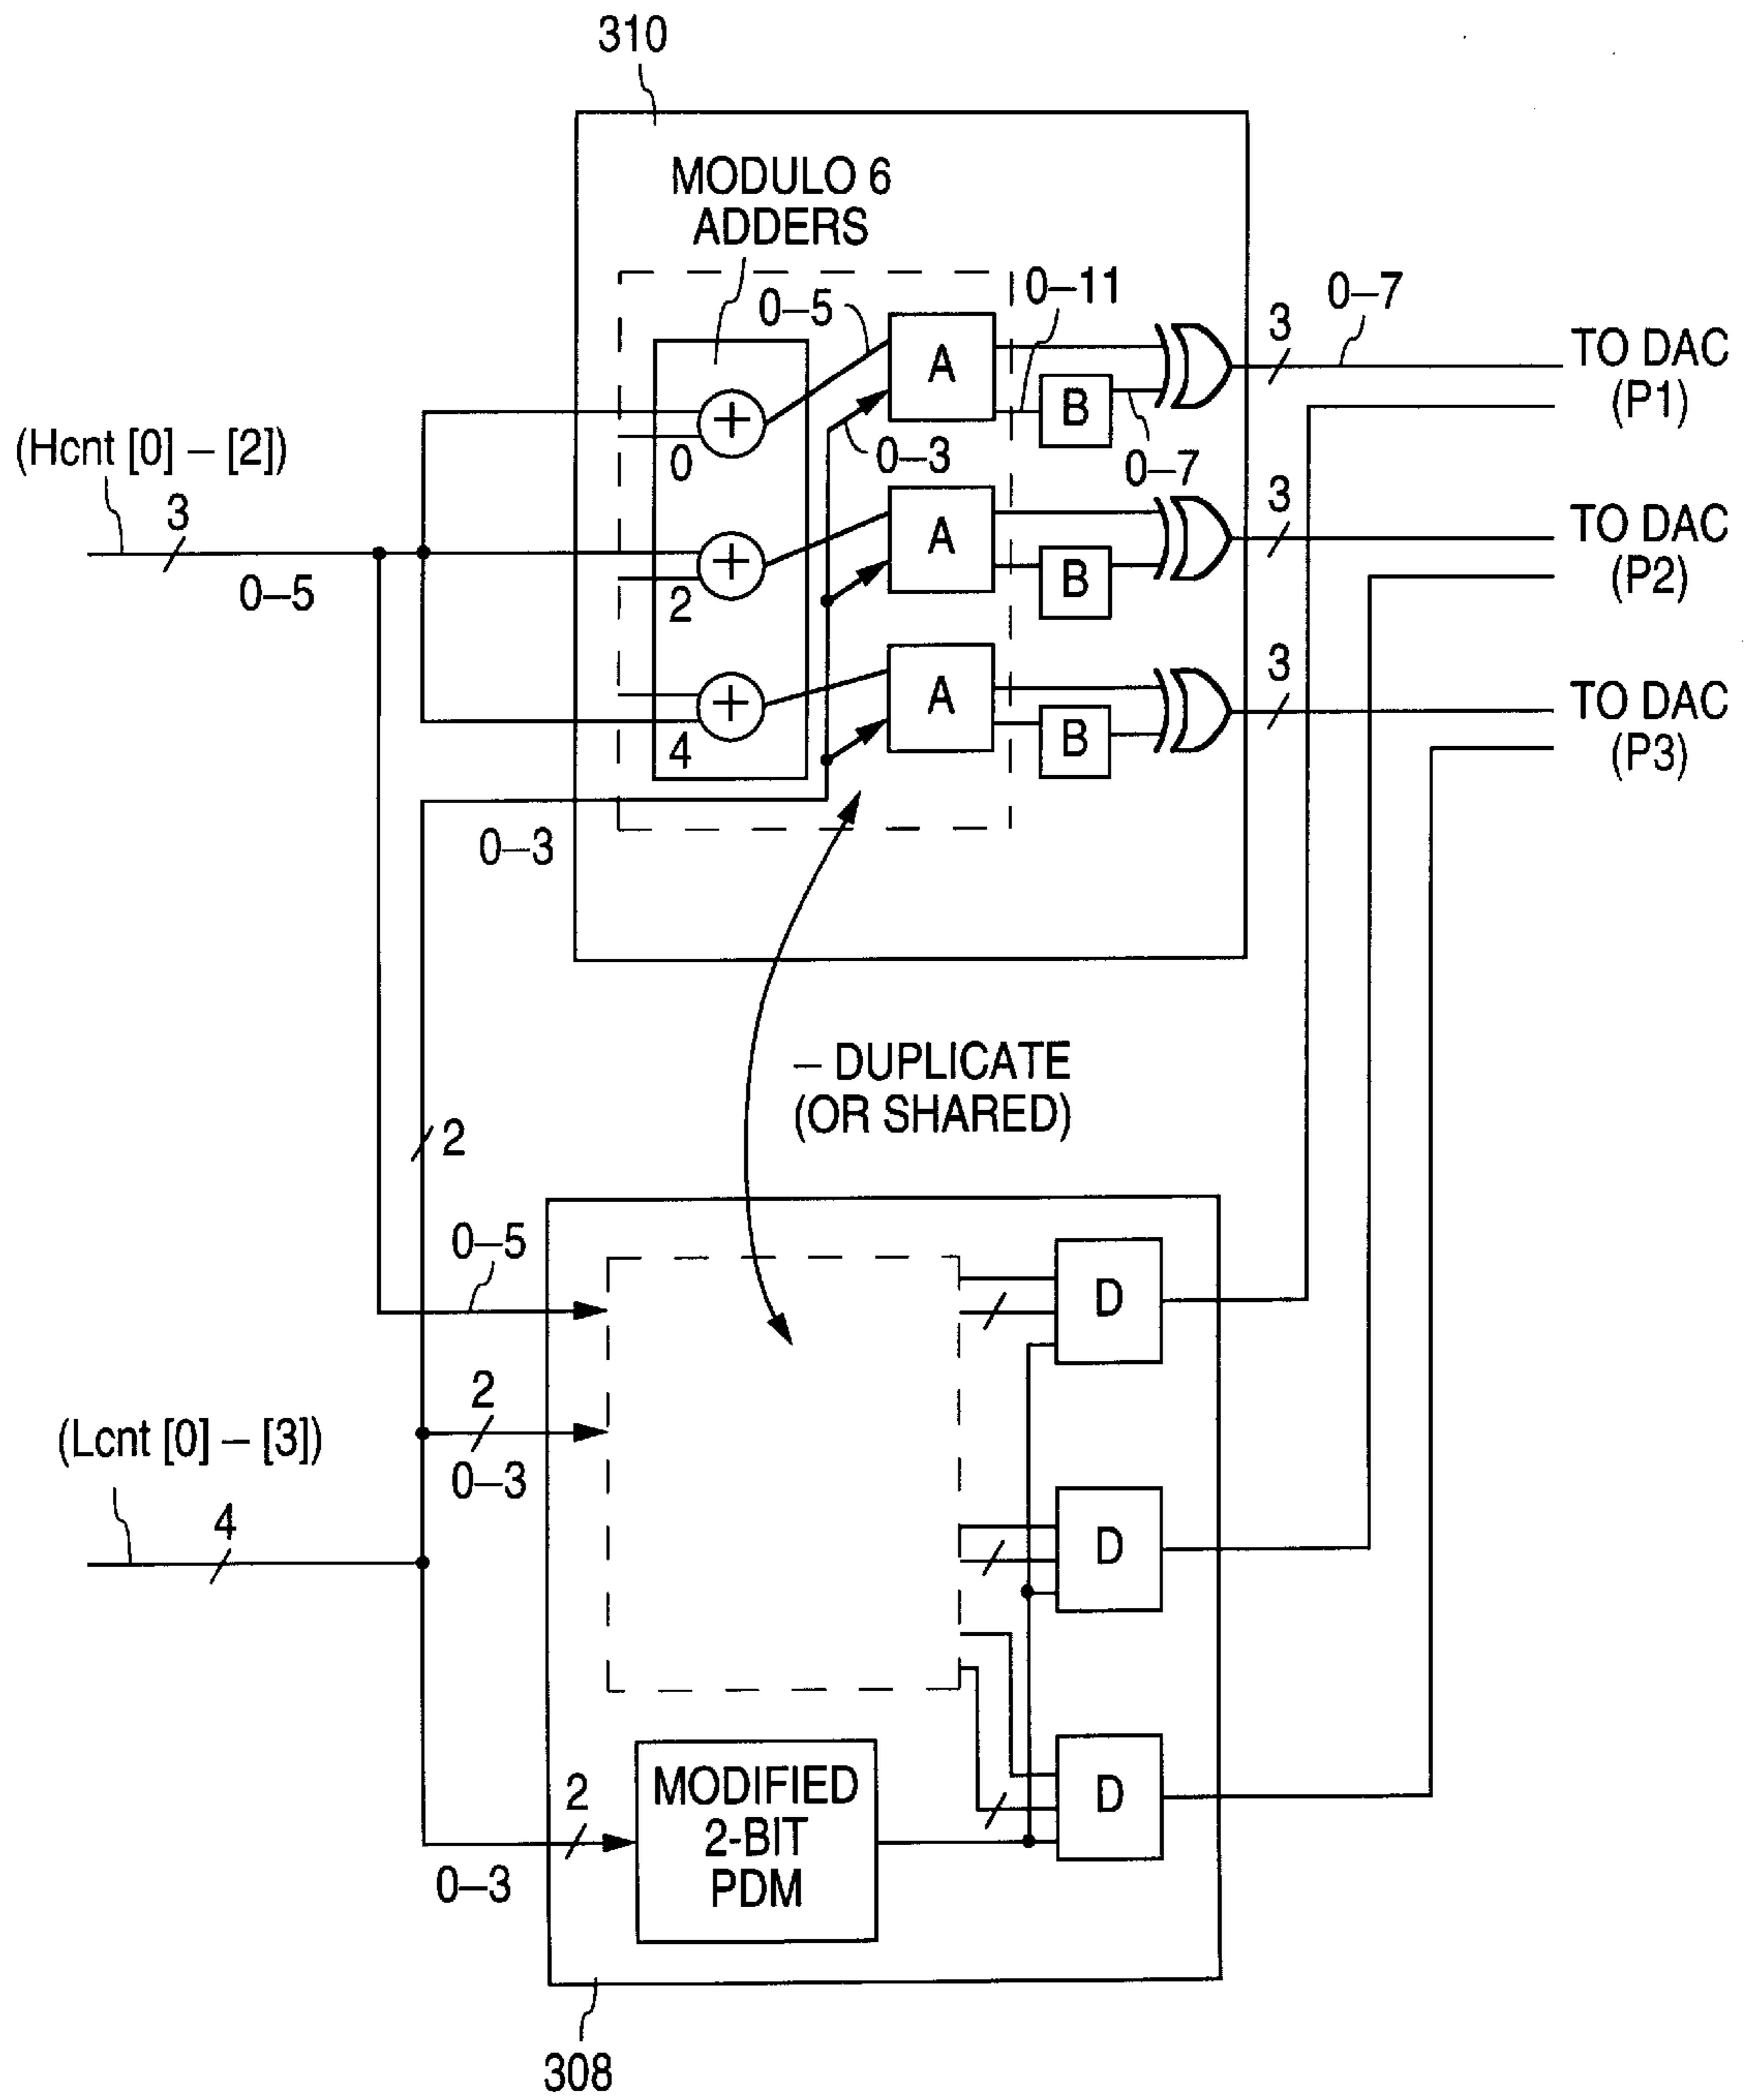 310
MODULO 6
ADDERS
0–5
0–11
3
0–7
A
TO DAC
(P1)
B
(Hcnt [0] – [2])
0
0–3
0–7
3
3
A
TO DAC
(P2)
0–5
2
B
3
A
TO DAC
(P3)
4
B
0–3
– DUPLICATE
(OR SHARED)
2
0–5
D
2
(Lcnt [0] – [3])
0–3
4
D
2
MODIFIED
2-BIT
PDM
D
0–3
308